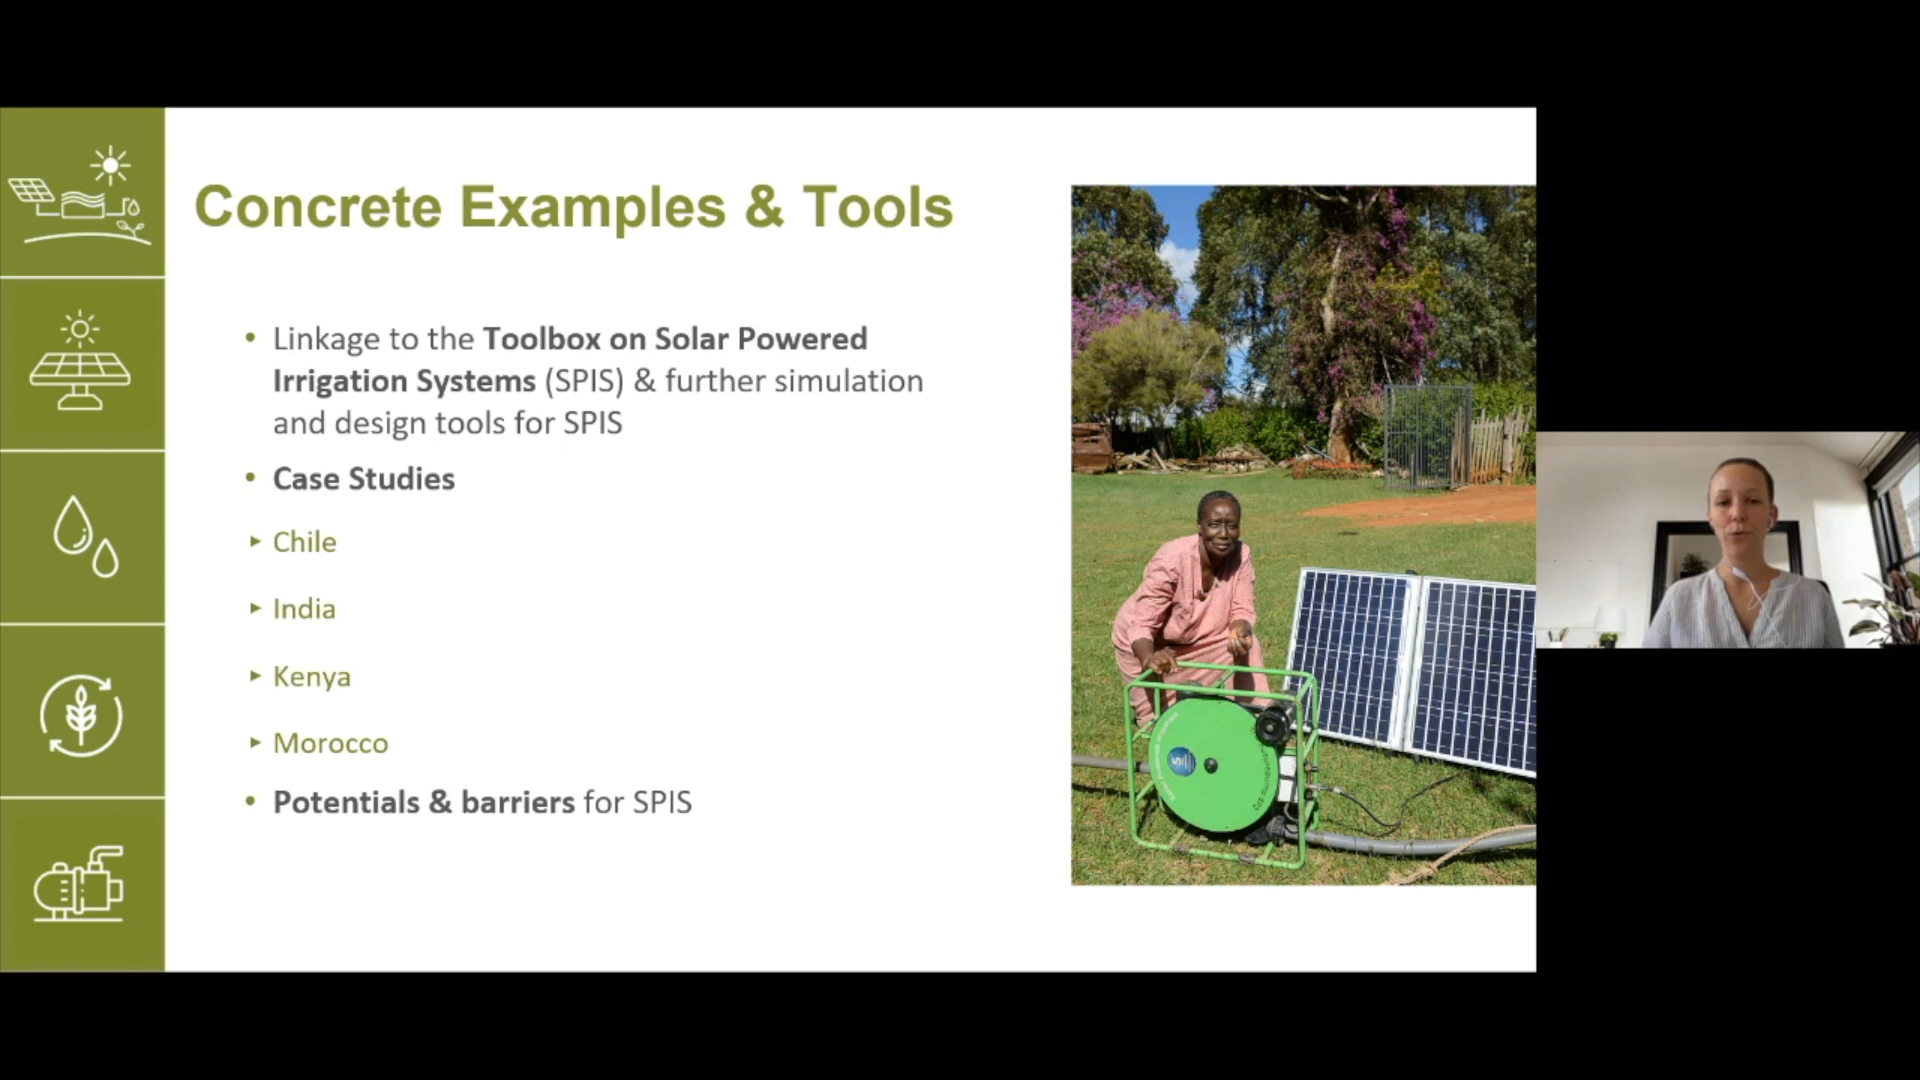 Concrete Examples & Tools
• Linkage to the Toolbox on Solar Powered
Irrigation Systems (SPIS) & further simulation
and design tools for SPIS
• Case Studies
▸ Chile
▸ India
▸ Kenya
▸ Morocco
• Potentials & barriers for SPIS